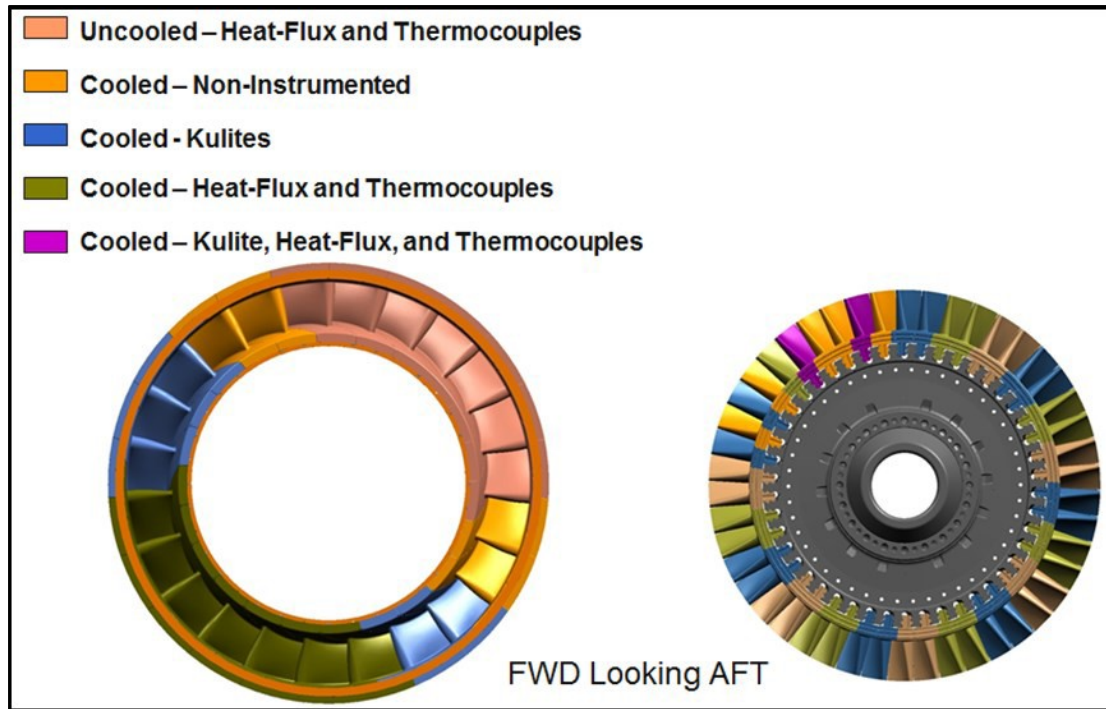 Uncooled – Heat-Flux and Thermocouples
Cooled – Non-Instrumented
Cooled - Kulites
Cooled – Heat-Flux and Thermocouples
Cooled – Kulite, Heat-Flux, and Thermocouples
FWD Looking AFT